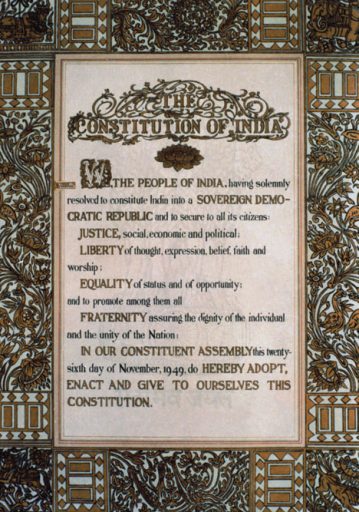 THE
CONSTITUTION OF INDIA
WE, THE PEOPLE OF INDIA, having solemnly
resolved to constitute India into a SOVEREIGN DEMO-
CRATIC REPUBLIC and to secure to all its citizens:
JUSTICE, social, economic and political;
LIBERTY of thought, expression, belief, faith and
worship;
EQUALITY of status and of opportunity;
and to promote among them all
FRATERNITY assuring the dignity of the individual
and the unity of the Nation;
IN OUR CONSTITUENT ASSEMBLY this twenty-
sixth day of November, 1949, do HEREBY ADOPT,
ENACT AND GIVE TO OURSELVES THIS
CONSTITUTION.